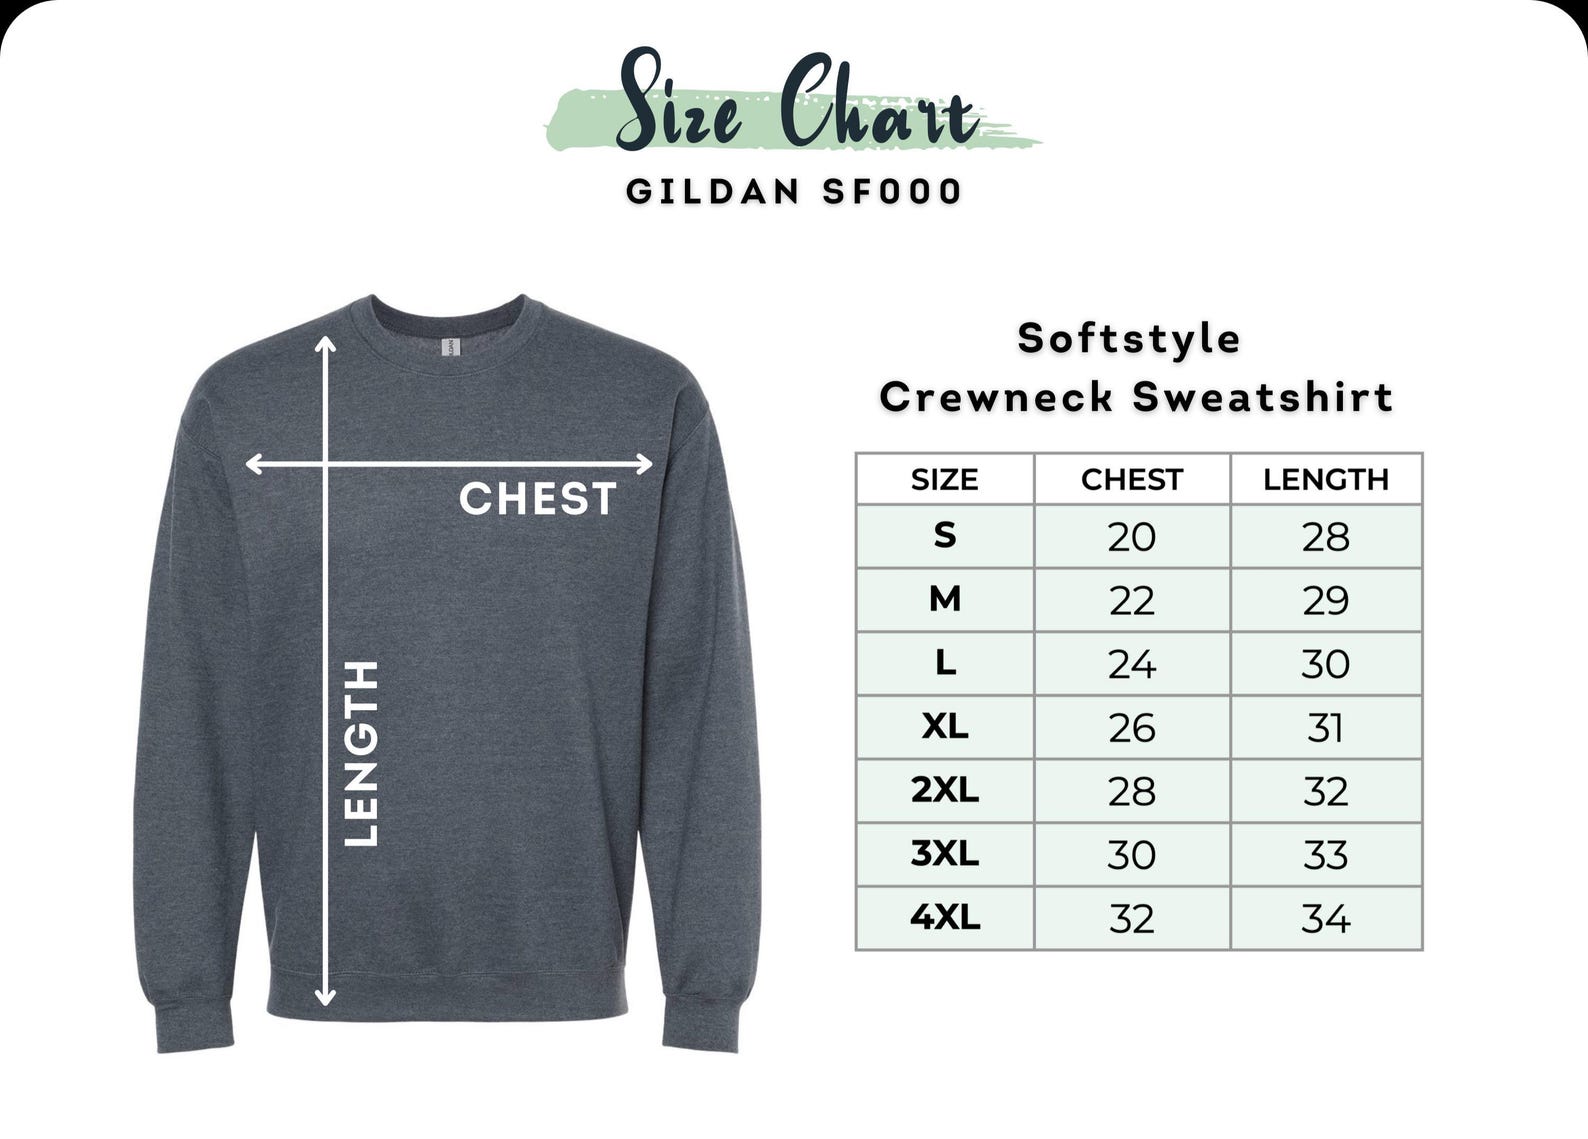 Size Chart
GILDAN SF000
Softstyle
Crewneck Sweatshirt
CHEST
LENGTH
SIZE CHEST LENGTH
S 20 28
M 22 29
L 24 30
XL 26 31
2XL 28 32
3XL 30 33
4XL 32 34